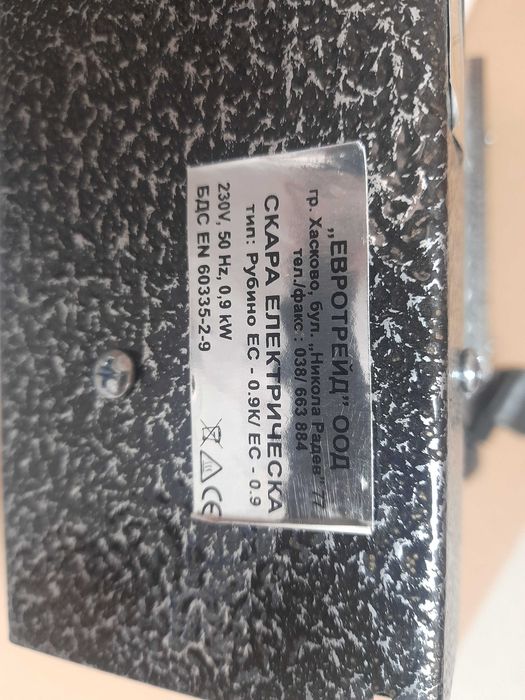 „ЕВРОТРЕЙД” ООД
гр. Хасково, бул. „Никола Радев” 77
тел./факс : 038/ 663 884
СКАРА ЕЛЕКТРИЧЕСКА
тип: Рубино ЕС - 0.9К/ ЕС - 0.9
230V, 50 Hz, 0,9 kW
БДС EN 60335-2-9
CE